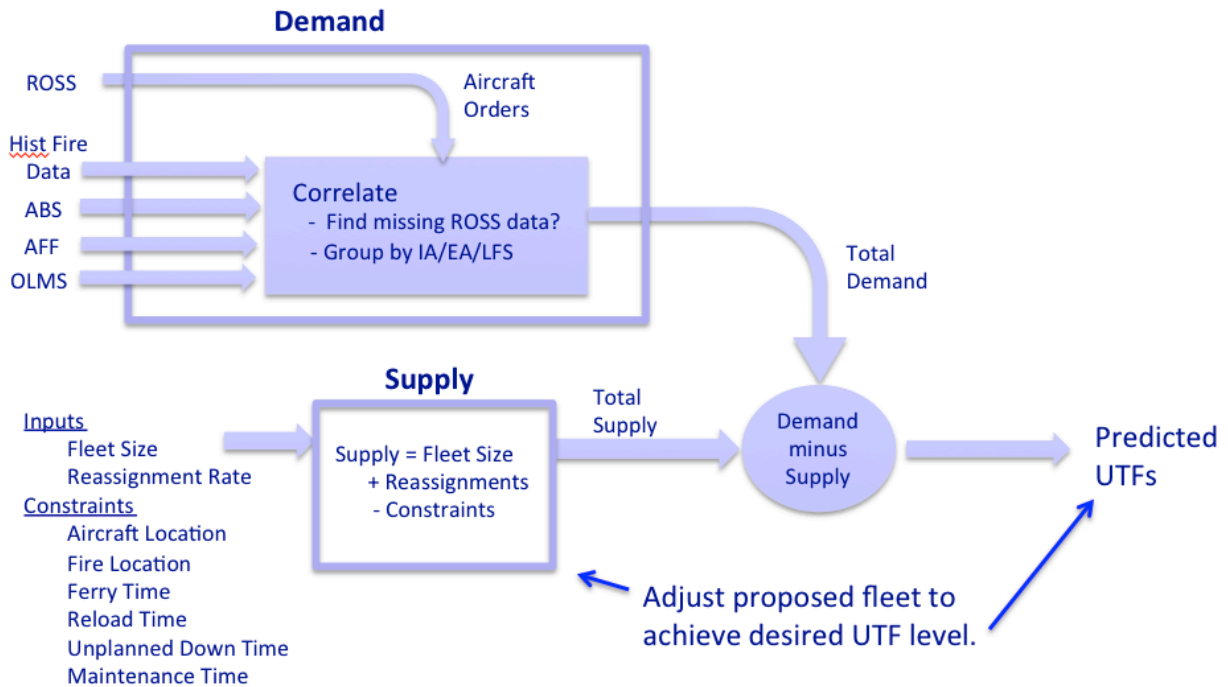 Demand
ROSS
Aircraft
Orders
Hist Fire
Data
ABS
AFF
OLMS
Correlate
- Find missing ROSS data?
- Group by IA/EA/LFS
Total
Demand
Supply
Inputs
Fleet Size
Reassignment Rate
Constraints
Aircraft Location
Fire Location
Ferry Time
Reload Time
Unplanned Down Time
Maintenance Time
Supply = Fleet Size
+ Reassignments
- Constraints
Total
Supply
Demand
minus
Supply
Predicted
UTFs
Adjust proposed fleet to
achieve desired UTF level.